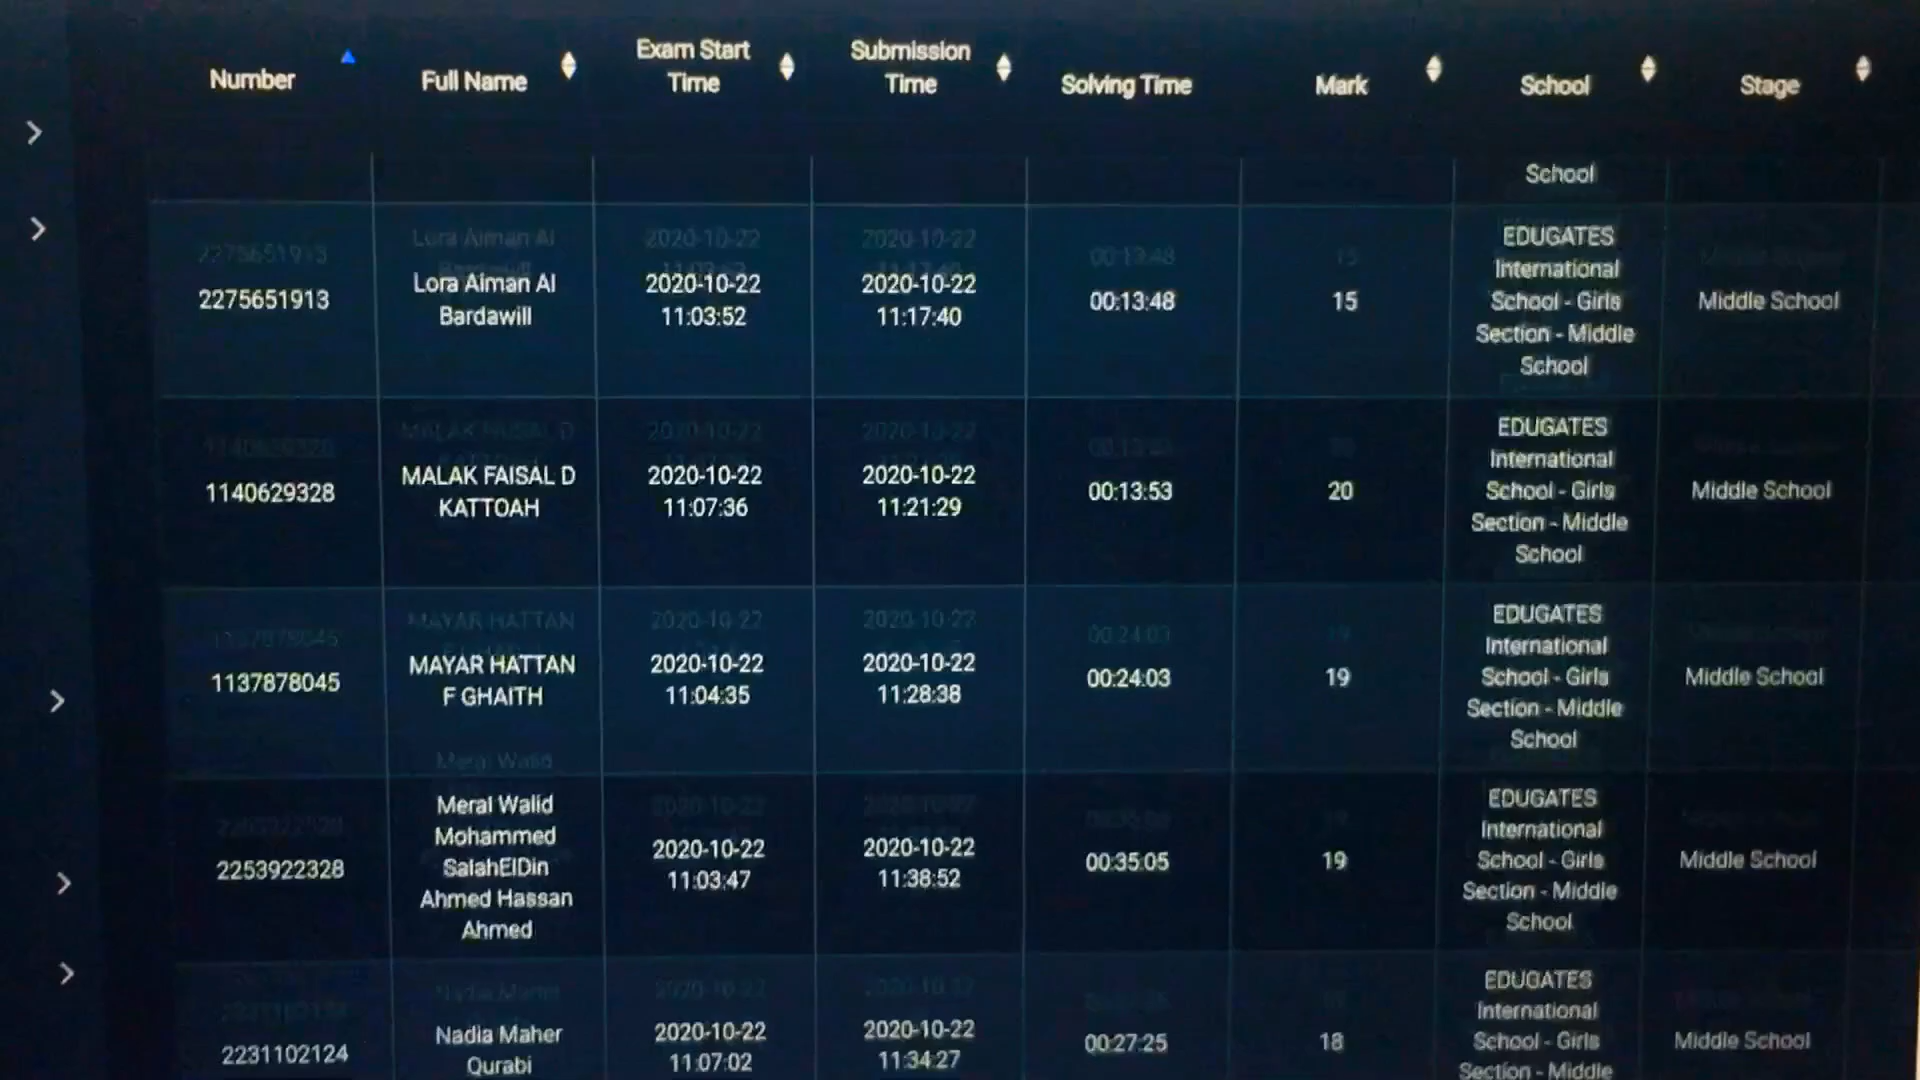 Number
Full Name
Exam Start
Time
Submission
Time
Solving Time
Mark
School
Stage
School
2275651913
Lora Aiman Al
Bardawill
2020-10-22
11:03:52
2020-10-22
11:17:40
00:13:48
15
EDUGATES
International
School - Girls
Section - Middle
School
Middle School
1140629328
MALAK FAISAL D
KATTOAH
2020-10-22
11:07:36
2020-10-22
11:21:29
00:13:53
20
EDUGATES
International
School - Girls
Section - Middle
School
Middle School
1137878045
MAYAR HATTAN
F GHAITH
2020-10-22
11:04:35
2020-10-22
11:28:38
00:24:03
19
EDUGATES
International
School - Girls
Section - Middle
School
Middle School
2253922328
Meral Walid
Mohammed
SalahElDin
Ahmed Hassan
Ahmed
2020-10-22
11:03:47
2020-10-22
11:38:52
00:35:05
19
EDUGATES
International
School - Girls
Section - Middle
School
Middle School
2231102124
Nadia Maher
Qurabi
2020-10-22
11:07:02
2020-10-22
11:34:27
00:27:25
18
EDUGATES
International
School - Girls
Section - Middle
Middle School